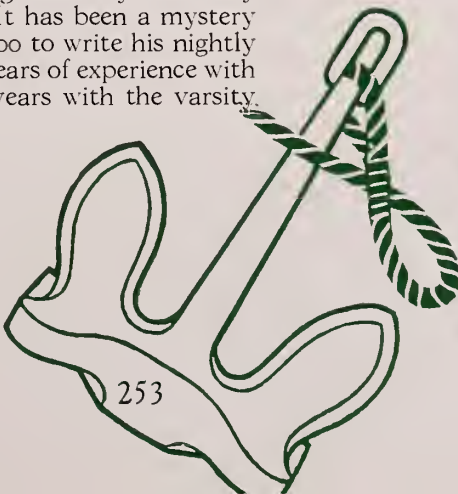 t has been a mystery
oo to write his nightly
ears of experience with
years with the varsity.
253